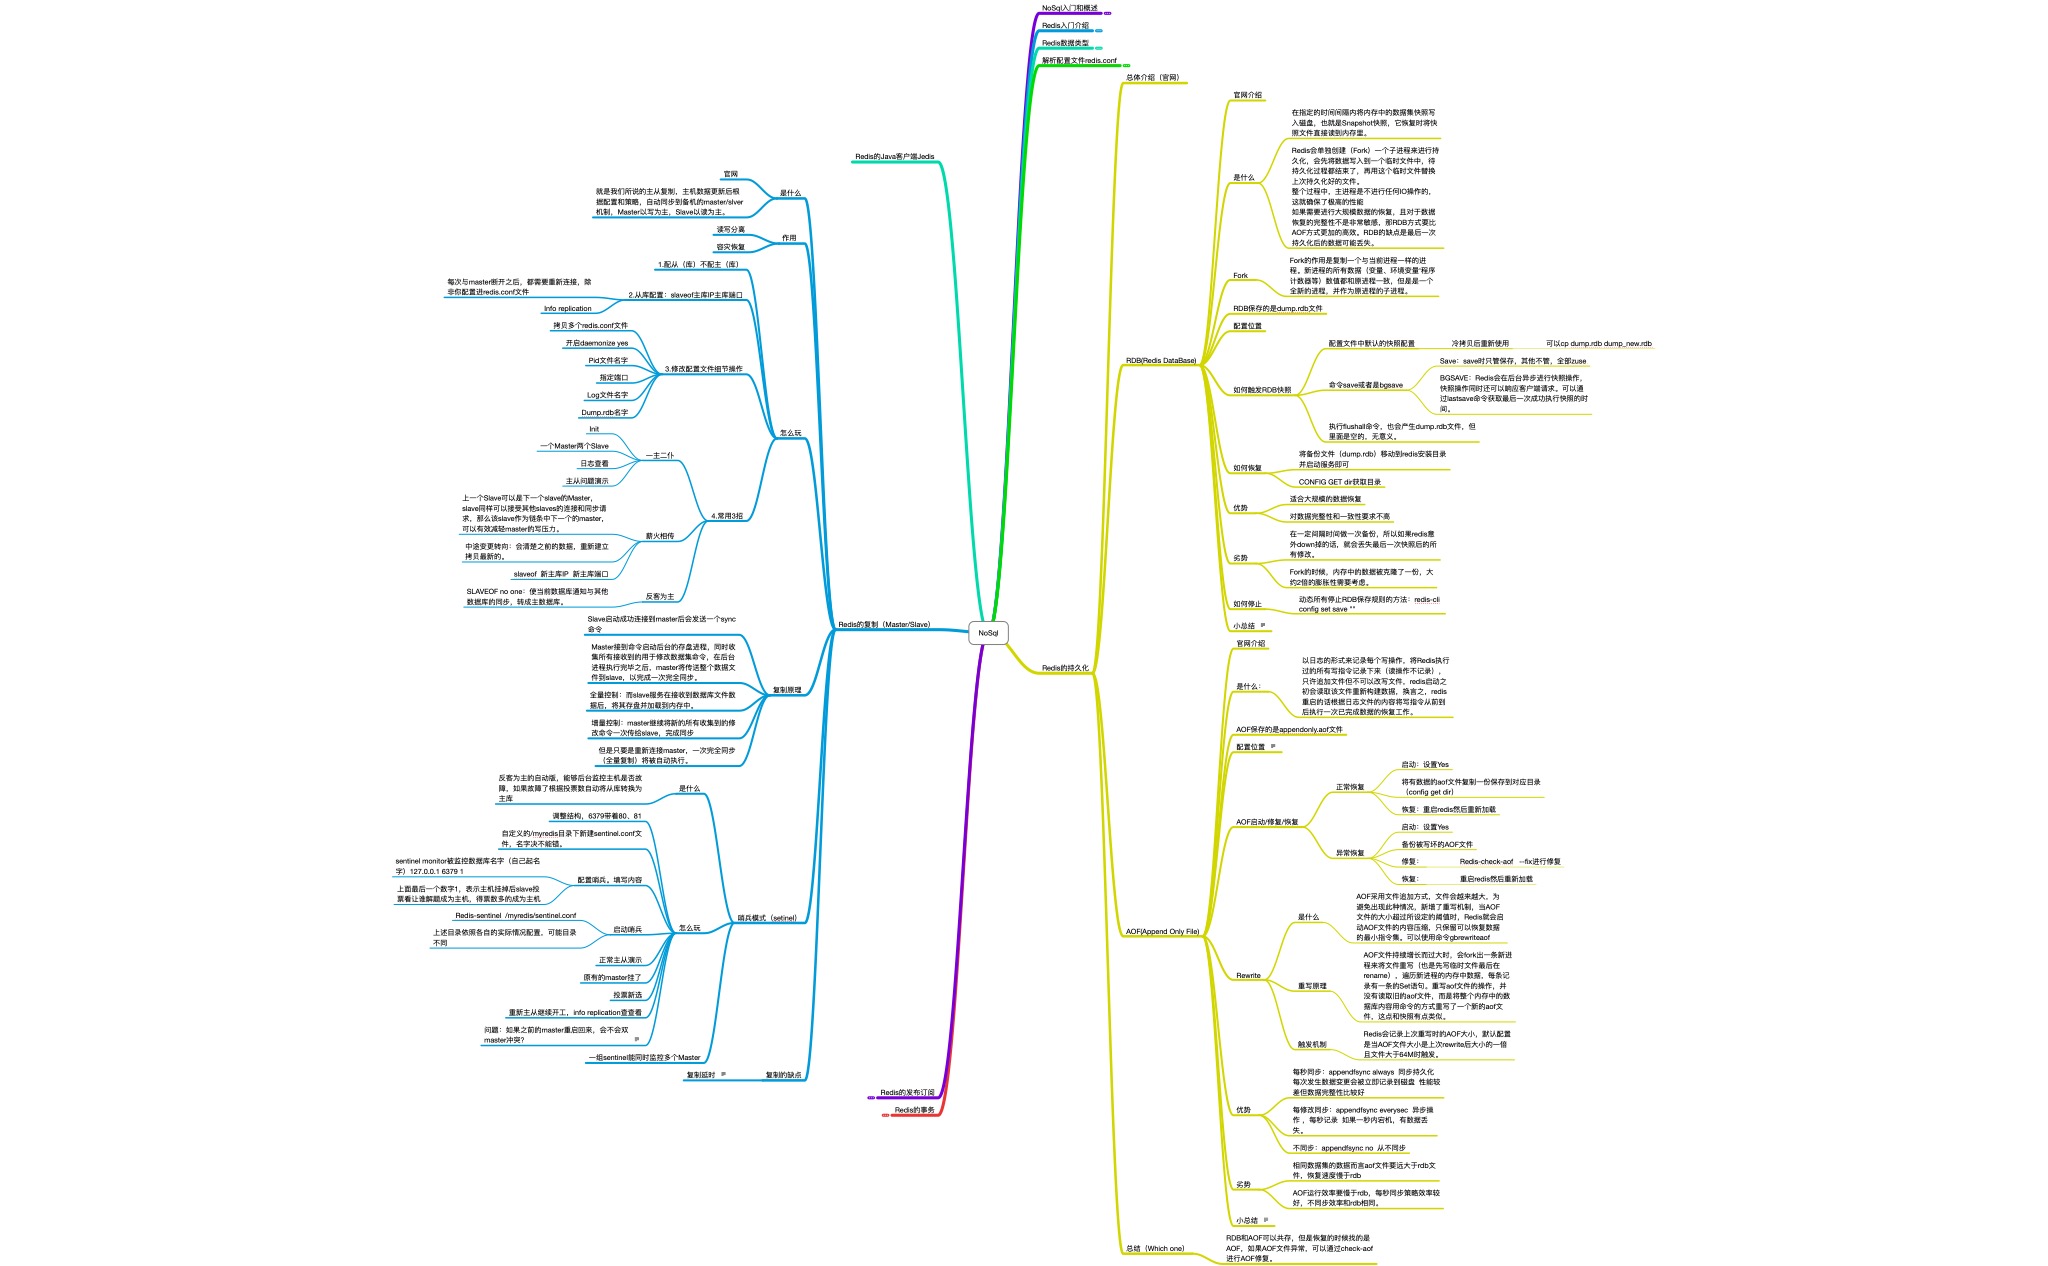 NoSql入门和概述
Redis入门介绍
Redis数据类型
解析配置文件redis.conf
NoSql
Redis的持久化
总体介绍（官网）
RDB(Redis DataBase)
官网介绍
是什么
在指定的时间间隔内将内存中的数据集快照写
入磁盘，也就是Snapshot快照，它恢复时将快
照文件直接读到内存里。
Redis会单独创建（Fork）一个子进程来进行持
久化，会先将数据写入到一个临时文件中，待
持久化过程都结束了，再用这个临时文件替换
上次持久化好的文件。
整个过程中，主进程是不进行任何IO操作的，
这就确保了极高的性能
如果需要进行大规模数据的恢复，且对于数据
恢复的完整性不是非常敏感，那RDB方式要比
AOF方式更加的高效。RDB的缺点是最后一次
持久化后的数据可能丢失。
Fork
Fork的作用是复制一个与当前进程一样的进
程。新进程的所有数据（变量、环境变量`程序
计数器等）数值都和原进程一致，但是是一个
全新的进程，并作为原进程的子进程。
RDB保存的是dump.rdb文件
配置位置
如何触发RDB快照
配置文件中默认的快照配置
冷拷贝后重新使用
可以cp dump.rdb dump_new.rdb
命令save或者是bgsave
Save：save时只管保存，其他不管，全部zuse
BGSAVE：Redis会在后台异步进行快照操作，
快照操作同时还可以响应客户端请求。可以通
过lastsave命令获取最后一次成功执行快照的时
间。
执行flushall命令，也会产生dump.rdb文件，但
里面是空的，无意义。
如何恢复
将备份文件（dump.rdb）移动到redis安装目录
并启动服务即可
CONFIG GET dir获取目录
优势
适合大规模的数据恢复
对数据完整性和一致性要求不高
劣势
在一定间隔时间做一次备份，所以如果redis意
外down掉的话，就会丢失最后一次快照后的所
有修改。
Fork的时候，内存中的数据被克隆了一份，大
约2倍的膨胀性需要考虑。
如何停止
动态所有停止RDB保存规则的方法：redis-cli
config set save ""
小总结
AOF(Append Only File)
官网介绍
是什么：
以日志的形式来记录每个写操作，将Redis执行
过的所有写指令记录下来（读操作不记录），
只许追加文件但不可以改写文件，redis启动之
初会读取该文件重新构建数据，换言之，redis
重启的话根据日志文件的内容将写指令从前到
后执行一次已完成数据的恢复工作。
AOF保存的是appendonly.aof文件
配置位置
AOF启动/修复/恢复
正常恢复
启动：设置Yes
将有数据的aof文件复制一份保存到对应目录
（config get dir）
恢复：重启redis然后重新加载
异常恢复
启动：设置Yes
备份被写坏的AOF文件
修复：
Redis-check-aof --fix进行修复
恢复：
重启redis然后重新加载
Rewrite
是什么
AOF采用文件追加方式，文件会越来越大，为
避免出现此种情况，新增了重写机制，当AOF
文件的大小超过所设定的阈值时，Redis就会启
动AOF文件的内容压缩，只保留可以恢复数据
的最小指令集。可以使用命令gbrewriteaof
重写原理
AOF文件持续增长而过大时，会fork出一条新进
程来将文件重写（也是先写临时文件最后在
rename），遍历新进程的内存中数据，每条记
录有一条的Set语句。重写aof文件的操作，并
没有读取旧的aof文件，而是将整个内存中的数
据库内容用命令的方式重写了一个新的aof文
件，这点和快照有点类似。
触发机制
Redis会记录上次重写时的AOF大小，默认配置
是当AOF文件大小是上次rewrite后大小的一倍
且文件大于64M时触发。
优势
每秒同步：appendfsync always 同步持久化
每次发生数据变更会被立即记录到磁盘 性能较
差但数据完整性比较好
每修改同步：appendfsync everysec 异步操
作 ，每秒记录 如果一秒内宕机，有数据丢
失。
不同步：appendfsync no 从不同步
劣势
相同数据集的数据而言aof文件要远大于rdb文
件，恢复速度慢于rdb
AOF运行效率要慢于rdb，每秒同步策略效率较
好，不同步效率和rdb相同。
小总结
总结（Which one）
RDB和AOF可以共存，但是恢复的时候找的是
AOF，如果AOF文件异常，可以通过check-aof
进行AOF修复。
Redis的Java客户端Jedis
Redis的复制（Master/Slave）
是什么
官网
就是我们所说的主从复制，主机数据更新后根
据配置和策略，自动同步到备机的master/slver
机制，Master以写为主，Slave以读为主。
作用
读写分离
容灾恢复
怎么玩
1.配从（库）不配主（库）
2.从库配置：slaveof主库IP主库端口
每次与master断开之后，都需要重新连接，除
非你配置进redis.conf文件
Info replication
3.修改配置文件细节操作
拷贝多个redis.conf文件
开启daemonize yes
Pid文件名字
指定端口
Log文件名字
Dump.rdb名字
4.常用3招
一主二仆
Init
一个Master两个Slave
日志查看
主从问题演示
薪火相传
上一个Slave可以是下一个slave的Master，
slave同样可以接受其他slaves的连接和同步请
求，那么该slave作为链条中下一个的master，
可以有效减轻master的写压力。
中途变更转向：会清楚之前的数据，重新建立
拷贝最新的。
slaveof 新主库IP 新主库端口
反客为主
SLAVEOF no one：使当前数据库通知与其他
数据库的同步，转成主数据库。
复制原理
Slave启动成功连接到master后会发送一个sync
命令
Master接到命令启动后台的存盘进程，同时收
集所有接收到的用于修改数据集命令，在后台
进程执行完毕之后，master将传送整个数据文
件到slave，以完成一次完全同步。
全量控制：而slave服务在接收到数据库文件数
据后，将其存盘并加载到内存中。
增量控制：master继续将新的所有收集到的修
改命令一次传给slave，完成同步
但是只要是重新连接master，一次完全同步
（全量复制）将被自动执行。
哨兵模式（setinel）
是什么
反客为主的自动版，能够后台监控主机是否故
障，如果故障了根据投票数自动将从库转换为
主库
怎么玩
调整结构，6379带着80、81
自定义的/myredis目录下新建sentinel.conf文
件，名字决不能错。
配置哨兵，填写内容
sentinel monitor被监控数据库名字（自己起名
字）127.0.0.1 6379 1
上面最后一个数字1，表示主机挂掉后slave投
票看让谁解题成为主机，得票数多的成为主机
启动哨兵
Redis-sentinel /myredis/sentinel.conf
上述目录依照各自的实际情况配置，可能目录
不同
正常主从演示
原有的master挂了
投票新选
重新主从继续开工，info replication查查看
问题：如果之前的master重启回来，会不会双
master冲突?
一组sentinel能同时监控多个Master
复制的缺点
复制延时
Redis的发布订阅
Redis的事务